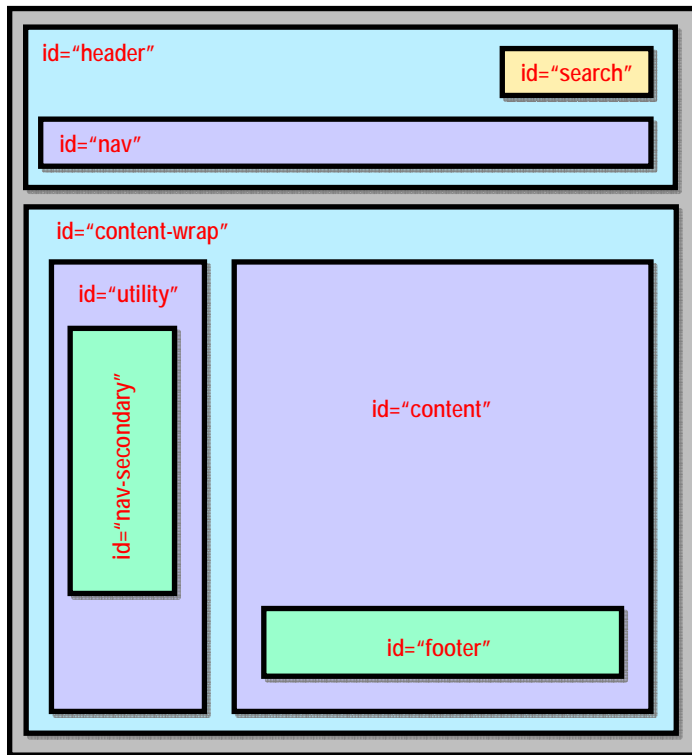 id=“header”
id=“search”
id=“nav”
id=“content-wrap”
id=“utility”
id=“nav-secondary”
id=“content”
id=“footer”